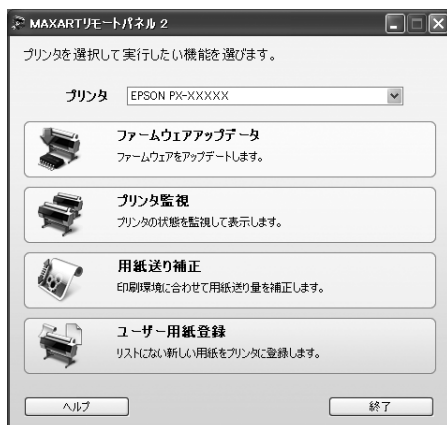 MAXARTリモートパネル 2
プリンタを選択して実行したい機能を選びます。
プリンタ EPSON PX-XXXXX
ファームウェアアップデータ
ファームウェアをアップデートします。
プリンタ監視
プリンタの状態を監視して表示します。
用紙送り補正
印刷環境に合わせて用紙送り量を補正します。
ユーザー用紙登録
リストにない新しい用紙をプリンタに登録します。
ヘルプ 終了